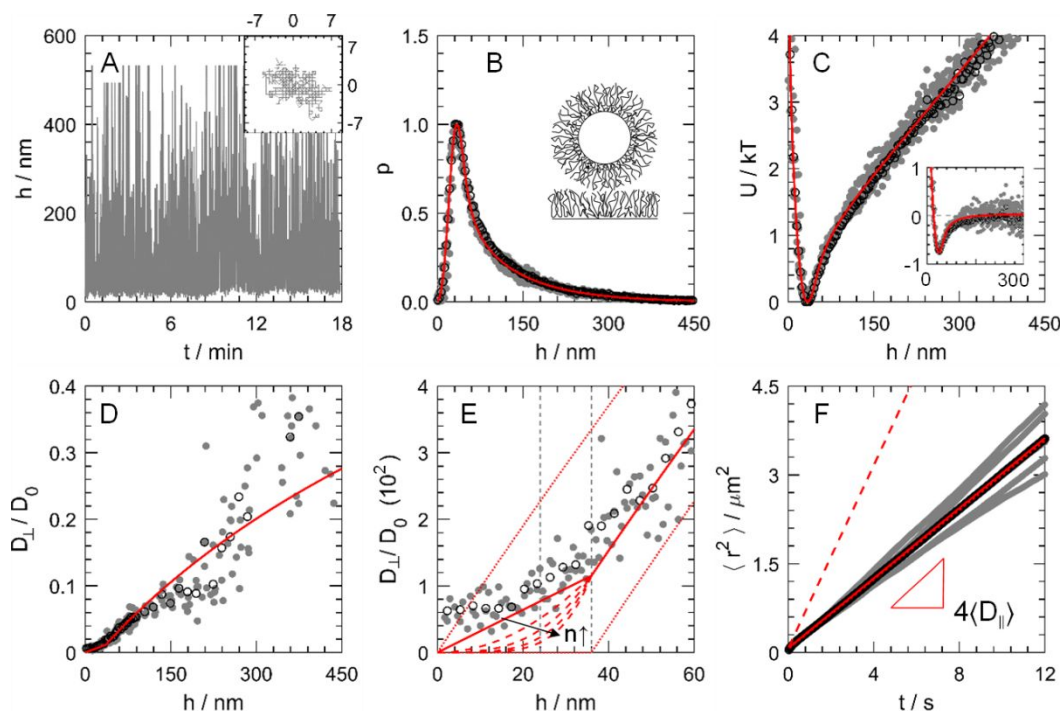 -7 0 7
600
A
7
0
-7
400
h / nm
200
0
0 6 12 18
t / min
1.5
B
1.0
p
0.5
0.0
0 150 300 450
h / nm
4
C
3
U / kT
2
1
0
1
0
-1
0 300
0 150 300 450
h / nm
0.4
D
0.3
D⊥ / D0
0.2
0.1
0
0 150 300 450
h / nm
4
E
3
D⊥ / D0 (10²)
2
1
0
n↑
0 20 40 60
h / nm
4.5
F
3
⟨ r² ⟩ / μm²
1.5
0
4⟨D∥⟩
0 4 8 12
t / s